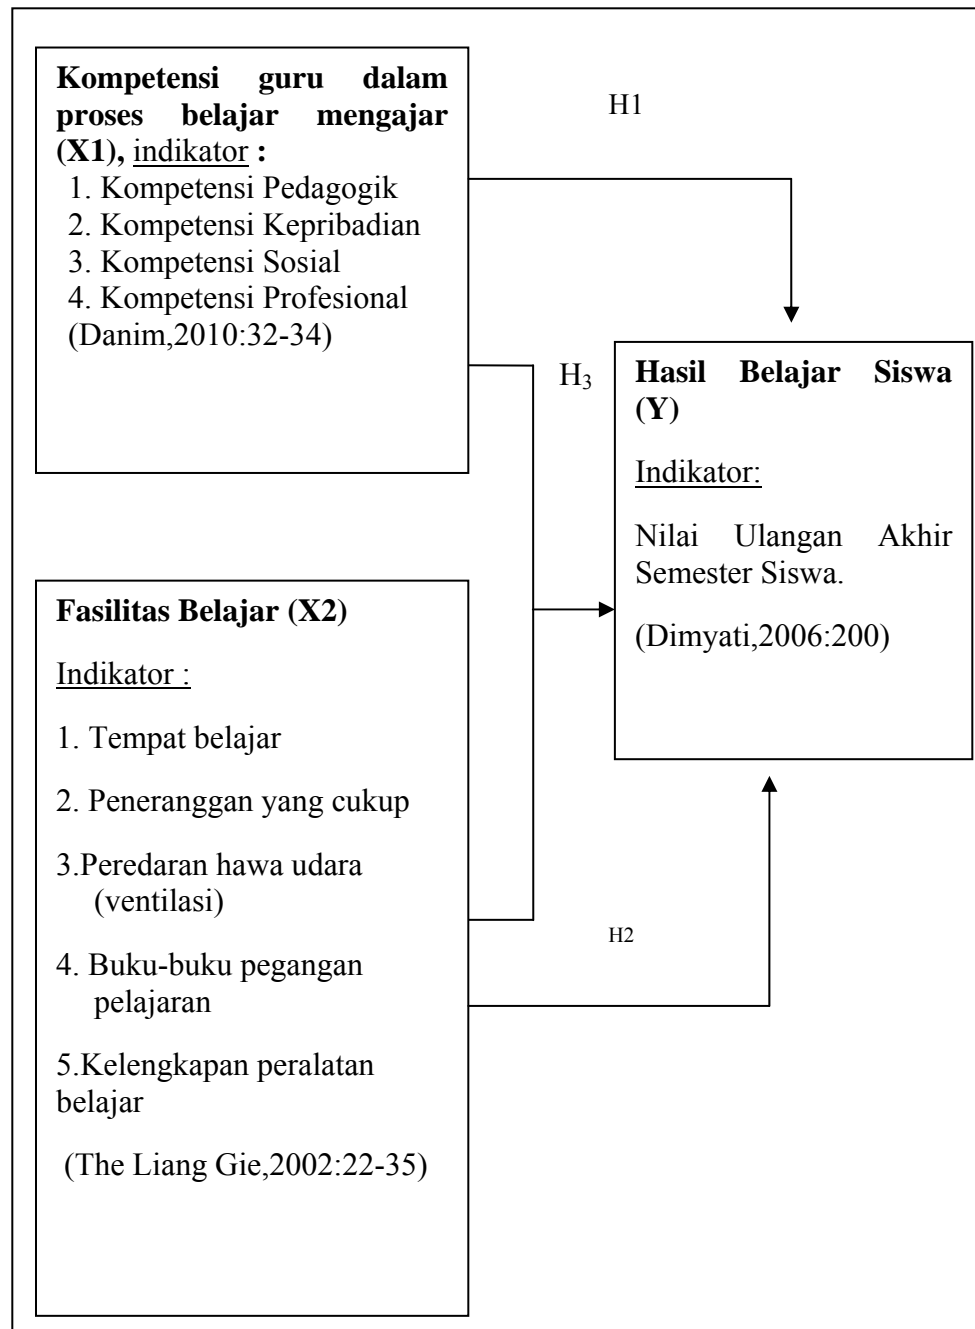 Kompetensi guru dalam
proses belajar mengajar
(X1), indikator :
1. Kompetensi Pedagogik
2. Kompetensi Kepribadian
3. Kompetensi Sosial
4. Kompetensi Profesional
(Danim,2010:32-34)
H1
H3
Hasil Belajar Siswa
(Y)
Indikator:
Nilai Ulangan Akhir
Semester Siswa.
(Dimyati,2006:200)
Fasilitas Belajar (X2)
Indikator :
1. Tempat belajar
2. Peneranggan yang cukup
3.Peredaran hawa udara
(ventilasi)
4. Buku-buku pegangan
pelajaran
5.Kelengkapan peralatan
belajar
(The Liang Gie,2002:22-35)
H2